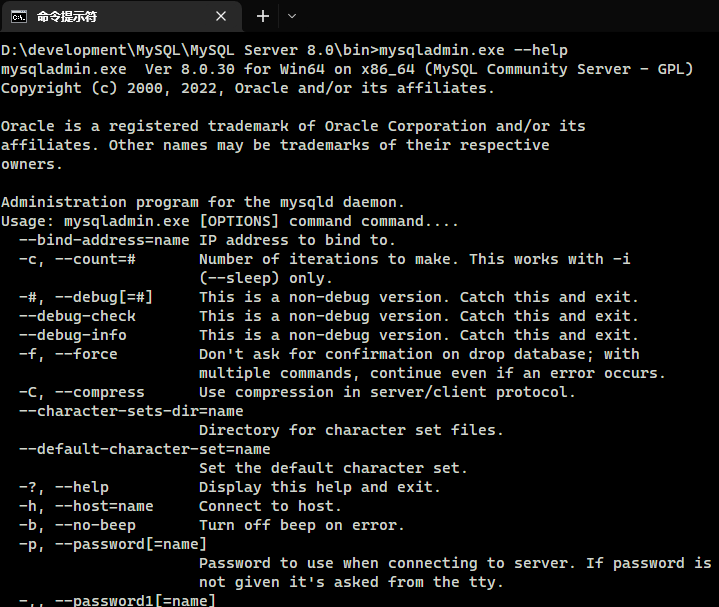 命令提示符
D:\development\MySQL\MySQL Server 8.0\bin>mysqladmin.exe --help
mysqladmin.exe  Ver 8.0.30 for Win64 on x86_64 (MySQL Community Server - GPL)
Copyright (c) 2000, 2022, Oracle and/or its affiliates.

Oracle is a registered trademark of Oracle Corporation and/or its
affiliates. Other names may be trademarks of their respective
owners.

Administration program for the mysqld daemon.
Usage: mysqladmin.exe [OPTIONS] command command....
  --bind-address=name IP address to bind to.
  -c, --count=#       Number of iterations to make. This works with -i
                      (--sleep) only.
  -#, --debug[=#]     This is a non-debug version. Catch this and exit.
  --debug-check       This is a non-debug version. Catch this and exit.
  --debug-info        This is a non-debug version. Catch this and exit.
  -f, --force         Don't ask for confirmation on drop database; with
                      multiple commands, continue even if an error occurs.
  -C, --compress      Use compression in server/client protocol.
  --character-sets-dir=name
                      Directory for character set files.
  --default-character-set=name
                      Set the default character set.
  -?, --help          Display this help and exit.
  -h, --host=name     Connect to host.
  -b, --no-beep       Turn off beep on error.
  -p, --password[=name]
                      Password to use when connecting to server. If password is
                      not given it's asked from the tty.
  -,, --password1[=name]